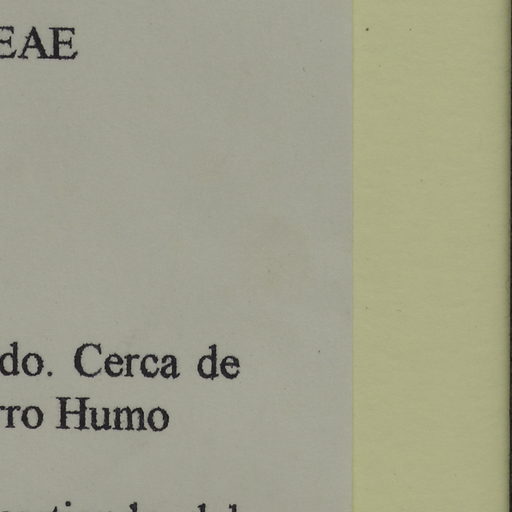 EAE
do. Cerca de
rro Humo